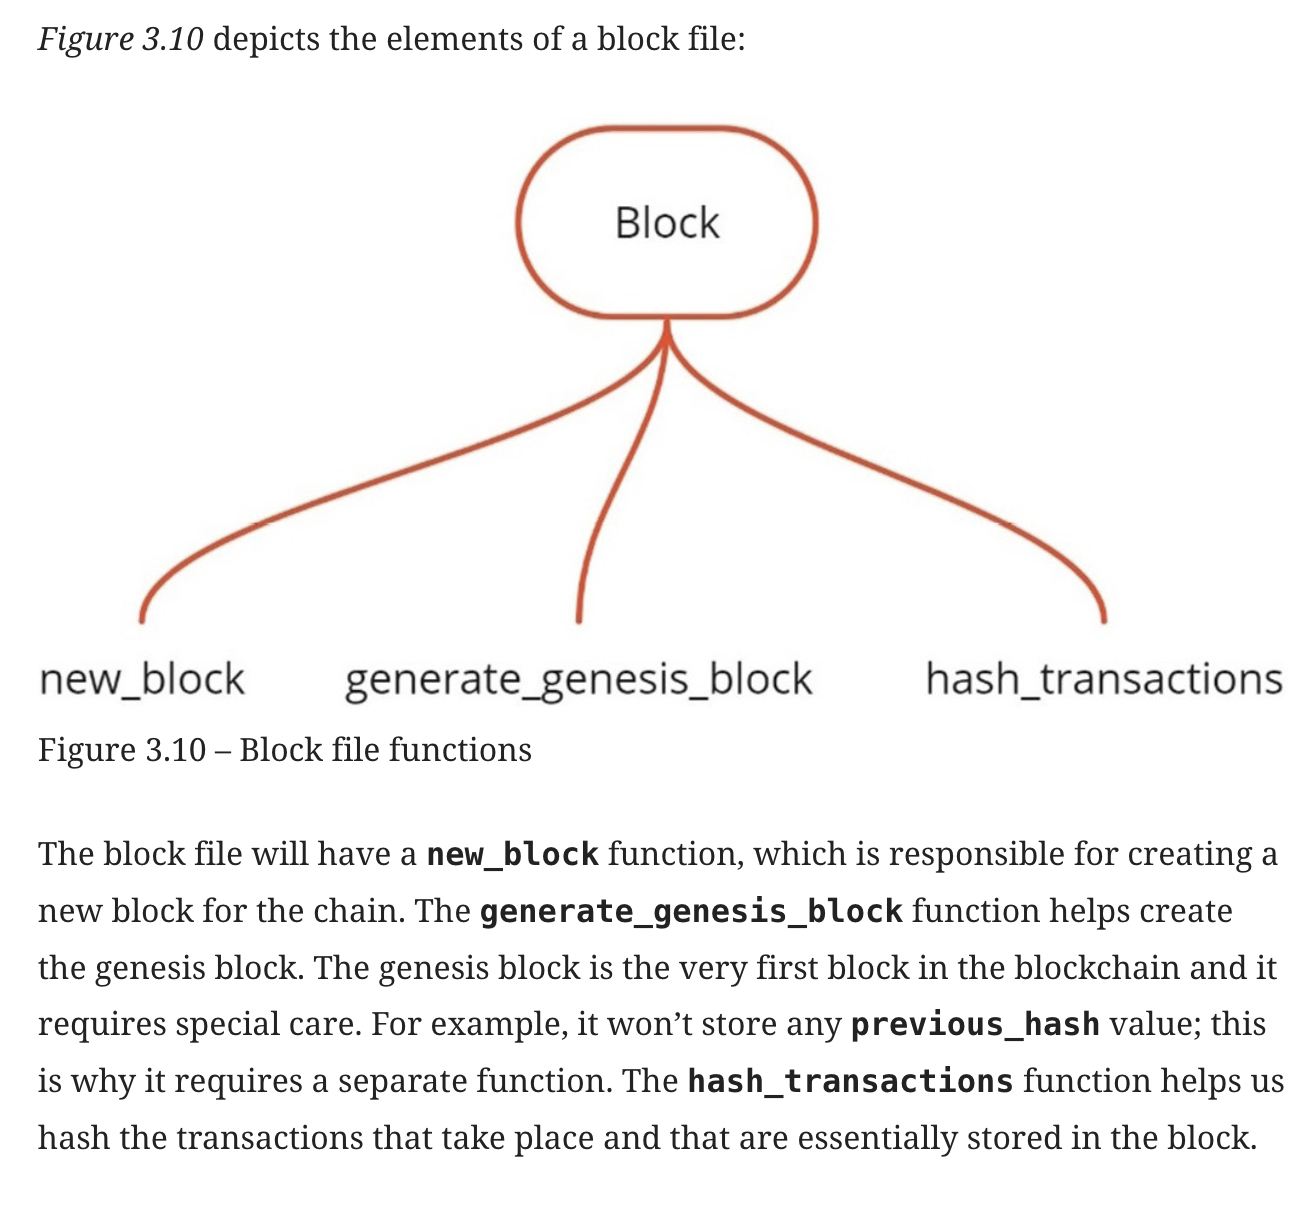 Figure 3.10 depicts the elements of a block file:
Block
new_block generate_genesis_block hash_transactions
Figure 3.10 – Block file functions
The block file will have a new_block function, which is responsible for creating a
new block for the chain. The generate_genesis_block function helps create
the genesis block. The genesis block is the very first block in the blockchain and it
requires special care. For example, it won’t store any previous_hash value; this
is why it requires a separate function. The hash_transactions function helps us
hash the transactions that take place and that are essentially stored in the block.